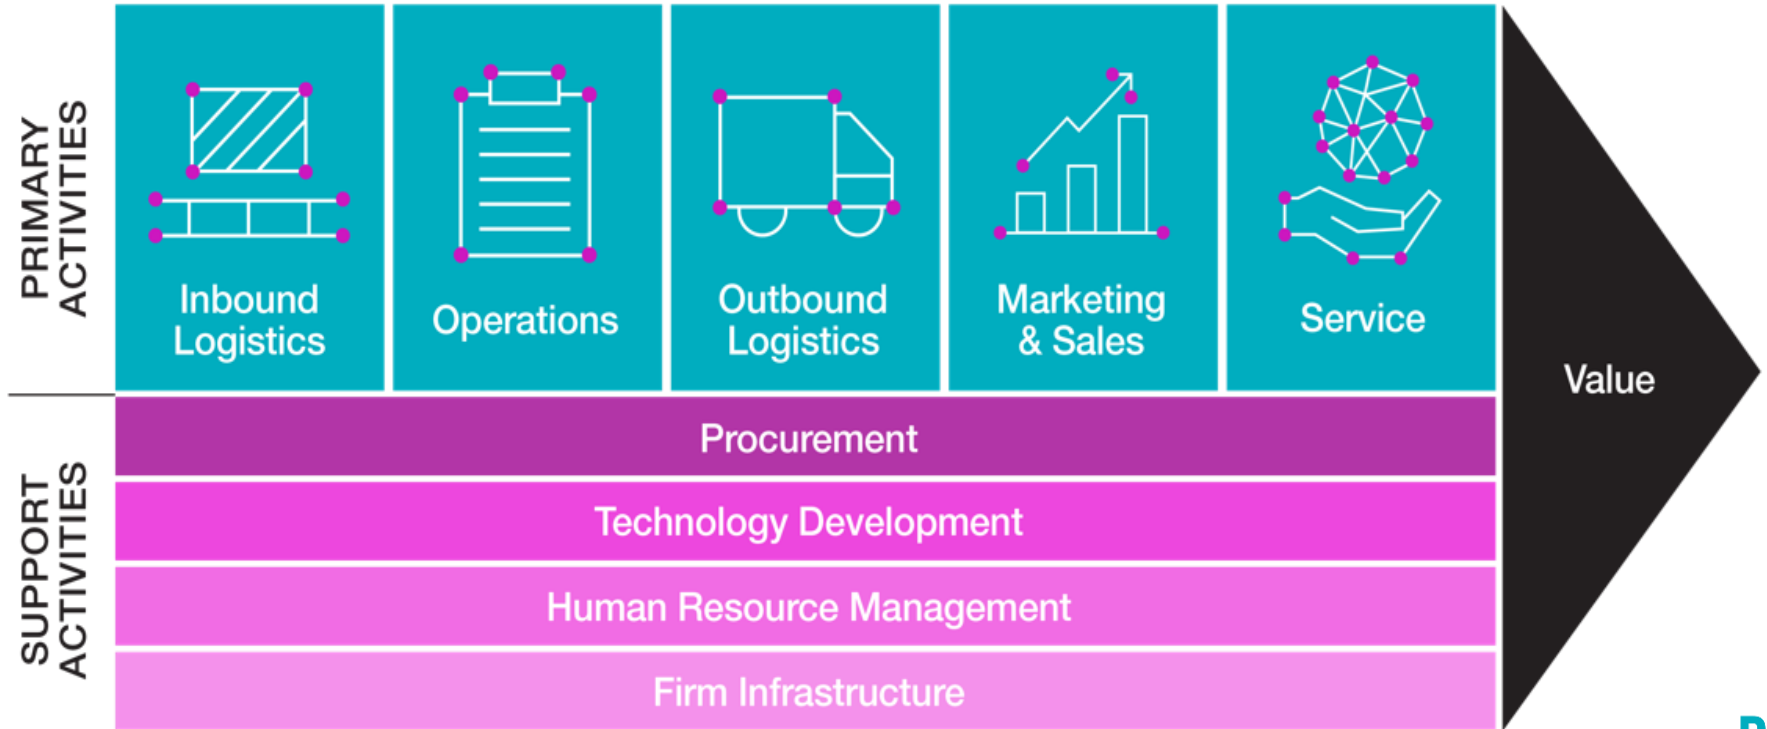 PRIMARY
ACTIVITIES
Inbound
Logistics
Operations
Outbound
Logistics
Marketing
& Sales
Service
Value
SUPPORT
ACTIVITIES
Procurement
Technology Development
Human Resource Management
Firm Infrastructure